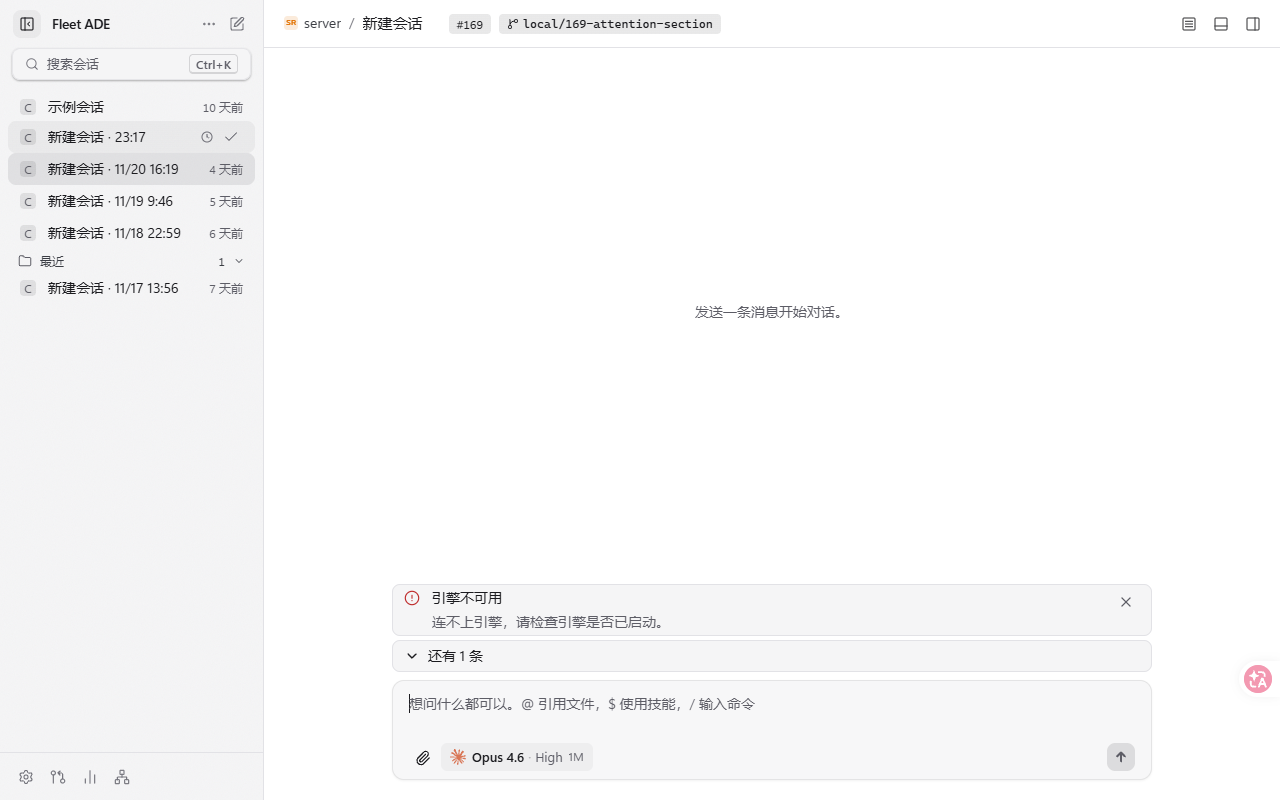 Fleet ADE
搜索会话 Ctrl+K
C 示例会话 10 天前
C 新建会话 · 23:17
C 新建会话 · 11/20 16:19 4 天前
C 新建会话 · 11/19 9:46 5 天前
C 新建会话 · 11/18 22:59 6 天前
最近 1
C 新建会话 · 11/17 13:56 7 天前
SR server / 新建会话 #169 local/169-attention-section
发送一条消息开始对话。
引擎不可用
连不上引擎，请检查引擎是否已启动。
还有 1 条
想问什么都可以。@ 引用文件，$ 使用技能，/ 输入命令
Opus 4.6 · High 1M